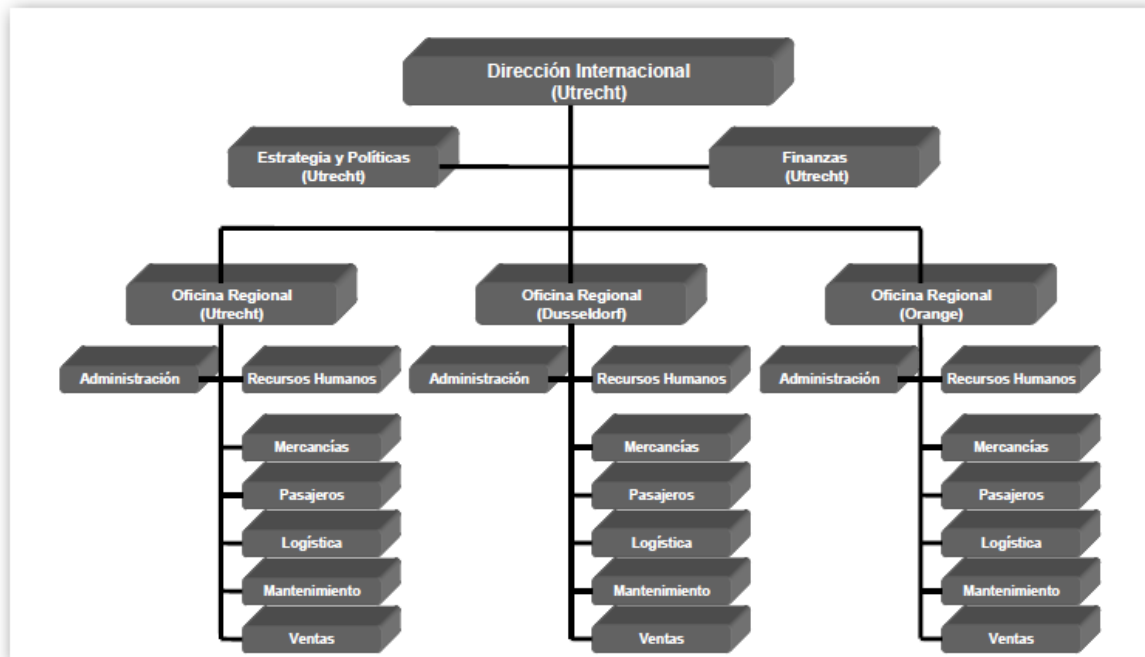 Dirección Internacional
(Utrecht)
Estrategia y Políticas
(Utrecht)
Finanzas
(Utrecht)
Oficina Regional
(Utrecht)
Oficina Regional
(Dusseldorf)
Oficina Regional
(Orange)
Administración
Recursos Humanos
Administración
Recursos Humanos
Administración
Recursos Humanos
Mercancías
Mercancías
Mercancías
Pasajeros
Pasajeros
Pasajeros
Logística
Logística
Logística
Mantenimiento
Mantenimiento
Mantenimiento
Ventas
Ventas
Ventas